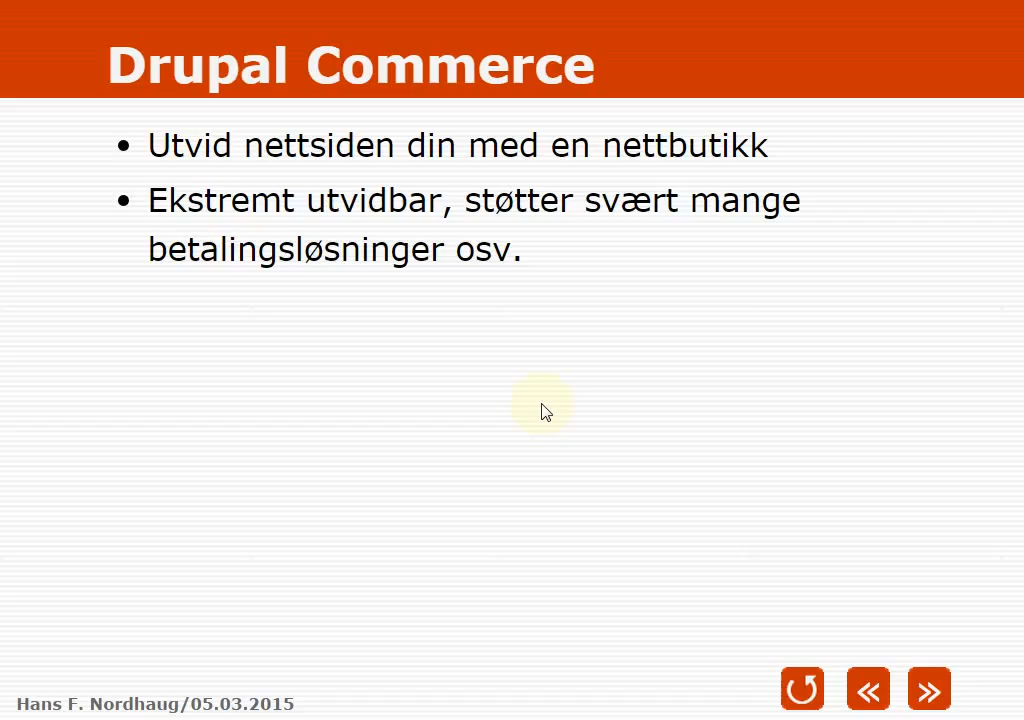 Drupal Commerce
• Utvid nettsiden din med en nettbutikk
• Ekstremt utvidbar, støtter svært mange
betalingsløsninger osv.
Hans F. Nordhaug/05.03.2015
« »